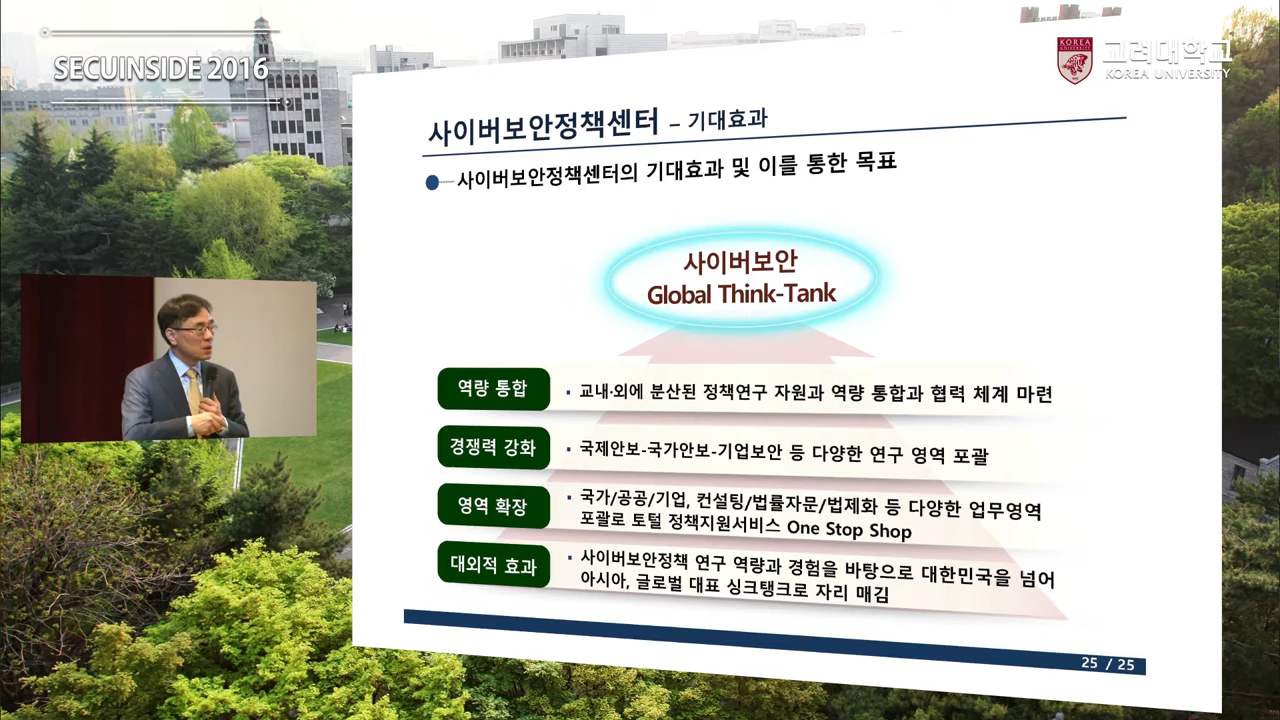 SECUINSIDE 2016
KOREA
UNIVERSITY
고려대학교
KOREA UNIVERSITY
사이버보안정책센터 – 기대효과
사이버보안정책센터의 기대효과 및 이를 통한 목표
사이버보안
Global Think-Tank
역량 통합
▪ 교내·외에 분산된 정책연구 자원과 역량 통합과 협력 체계 마련
경쟁력 강화
▪ 국제안보-국가안보-기업보안 등 다양한 연구 영역 포괄
영역 확장
▪ 국가/공공/기업, 컨설팅/법률자문/법제화 등 다양한 업무영역
포괄로 토털 정책지원서비스 One Stop Shop
대외적 효과
▪ 사이버보안정책 연구 역량과 경험을 바탕으로 대한민국을 넘어
아시아, 글로벌 대표 싱크탱크로 자리 매김
25 / 25